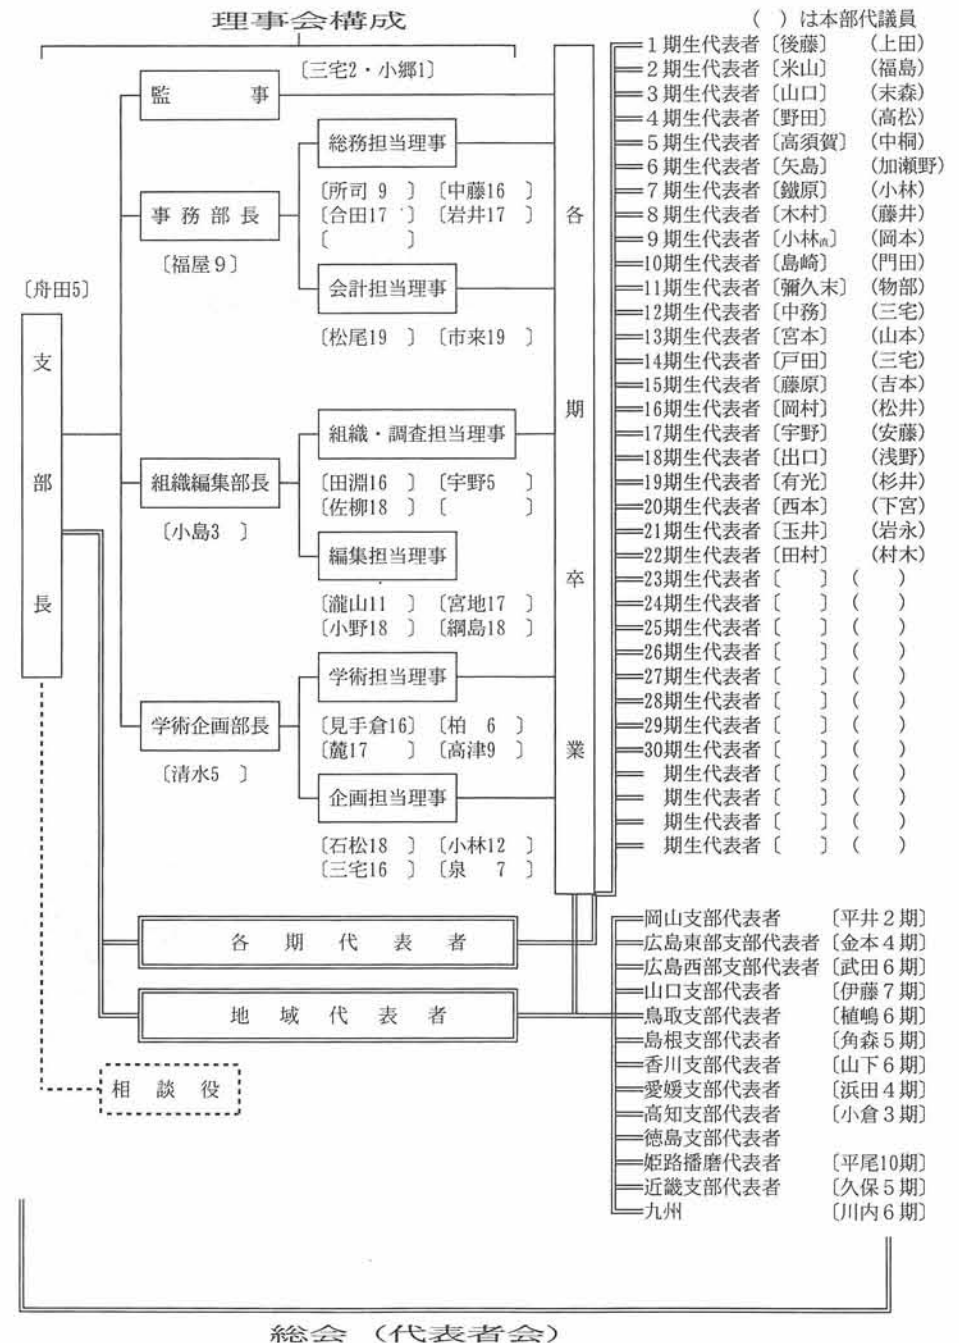 理事会構成
( )は本部代議員
〔三宅2・小郷1〕
監事
総務担当理事
〔所司 9 〕〔中藤16 〕
〔合田17 〕〔岩井17 〕
〔 〕
事務部長
〔福屋9〕
会計担当理事
〔松尾19 〕〔市来19 〕
〔舟田5〕
支部長
組織・調査担当理事
〔田淵16 〕〔宇野5 〕
〔佐柳18 〕〔 〕
組織編集部長
〔小島3 〕
編集担当理事
〔瀧山11 〕〔宮地17 〕
〔小野18 〕〔綱島18 〕
学術担当理事
〔見手倉16〕〔柏 6 〕
〔麓17 〕〔高津9 〕
学術企画部長
〔清水5 〕
企画担当理事
〔石松18 〕〔小林12 〕
〔三宅16 〕〔泉 7 〕
各期卒業
1期生代表者〔後藤〕 (上田)
2期生代表者〔米山〕 (福島)
3期生代表者〔山口〕 (末森)
4期生代表者〔野田〕 (高松)
5期生代表者〔高須賀〕 (中桐)
6期生代表者〔矢島〕 (加瀬野)
7期生代表者〔鐵原〕 (小林)
8期生代表者〔木村〕 (藤井)
9期生代表者〔小林直〕 (岡本)
10期生代表者〔島崎〕 (門田)
11期生代表者〔彌久末〕 (物部)
12期生代表者〔中務〕 (三宅)
13期生代表者〔宮本〕 (山本)
14期生代表者〔戸田〕 (三宅)
15期生代表者〔藤原〕 (吉本)
16期生代表者〔岡村〕 (松井)
17期生代表者〔宇野〕 (安藤)
18期生代表者〔出口〕 (浅野)
19期生代表者〔有光〕 (杉井)
20期生代表者〔西本〕 (下宮)
21期生代表者〔玉井〕 (岩永)
22期生代表者〔田村〕 (村木)
23期生代表者〔 〕 ( )
24期生代表者〔 〕 ( )
25期生代表者〔 〕 ( )
26期生代表者〔 〕 ( )
27期生代表者〔 〕 ( )
28期生代表者〔 〕 ( )
29期生代表者〔 〕 ( )
30期生代表者〔 〕 ( )
期生代表者〔 〕 ( )
期生代表者〔 〕 ( )
期生代表者〔 〕 ( )
期生代表者〔 〕 ( )
各期代表者
地域代表者
相談役
岡山支部代表者 〔平井2期〕
広島東部支部代表者〔金本4期〕
広島西部支部代表者〔武田6期〕
山口支部代表者 〔伊藤7期〕
鳥取支部代表者 〔植嶋6期〕
島根支部代表者 〔角森5期〕
香川支部代表者 〔山下6期〕
愛媛支部代表者 〔浜田4期〕
高知支部代表者 〔小倉3期〕
徳島支部代表者
姫路播磨代表者 〔平尾10期〕
近畿支部代表者 〔久保5期〕
九州 〔川内6期〕
総会(代表者会)